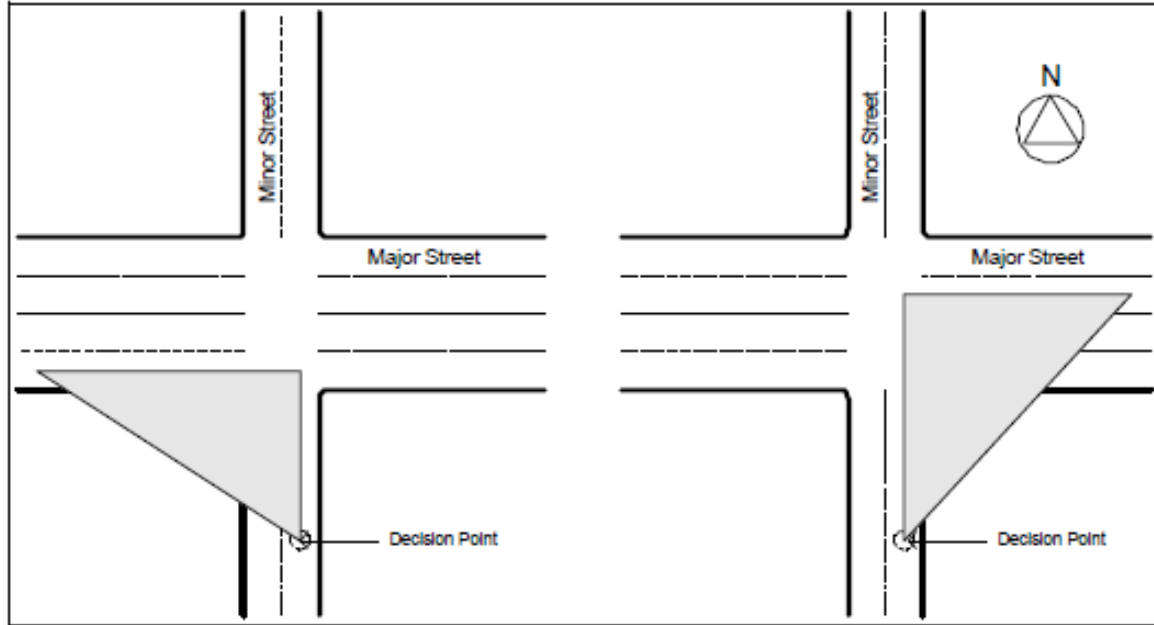 N
Minor Street
Minor Street
Major Street
Major Street
Decision Point
Decision Point